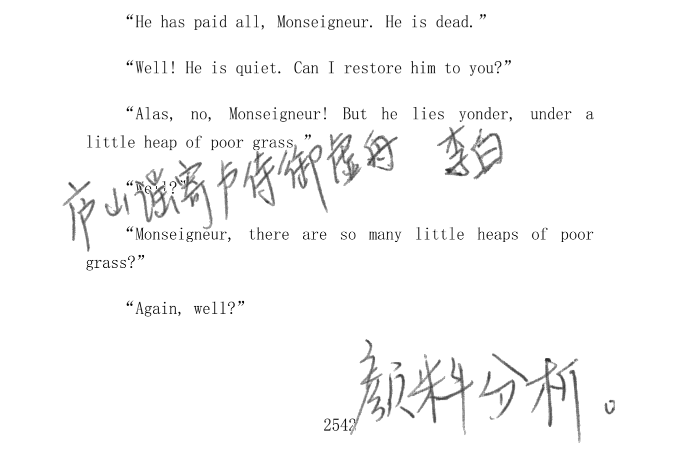 “He has paid all, Monseigneur. He is dead.”
“Well! He is quiet. Can I restore him to you?”
“Alas, no, Monseigneur! But he lies yonder, under a
little heap of poor grass.”
庐山谣寄卢侍御虚舟 李白
“Well?”
“Monseigneur, there are so many little heaps of poor
grass?”
“Again, well?”
颜料分析。
2542